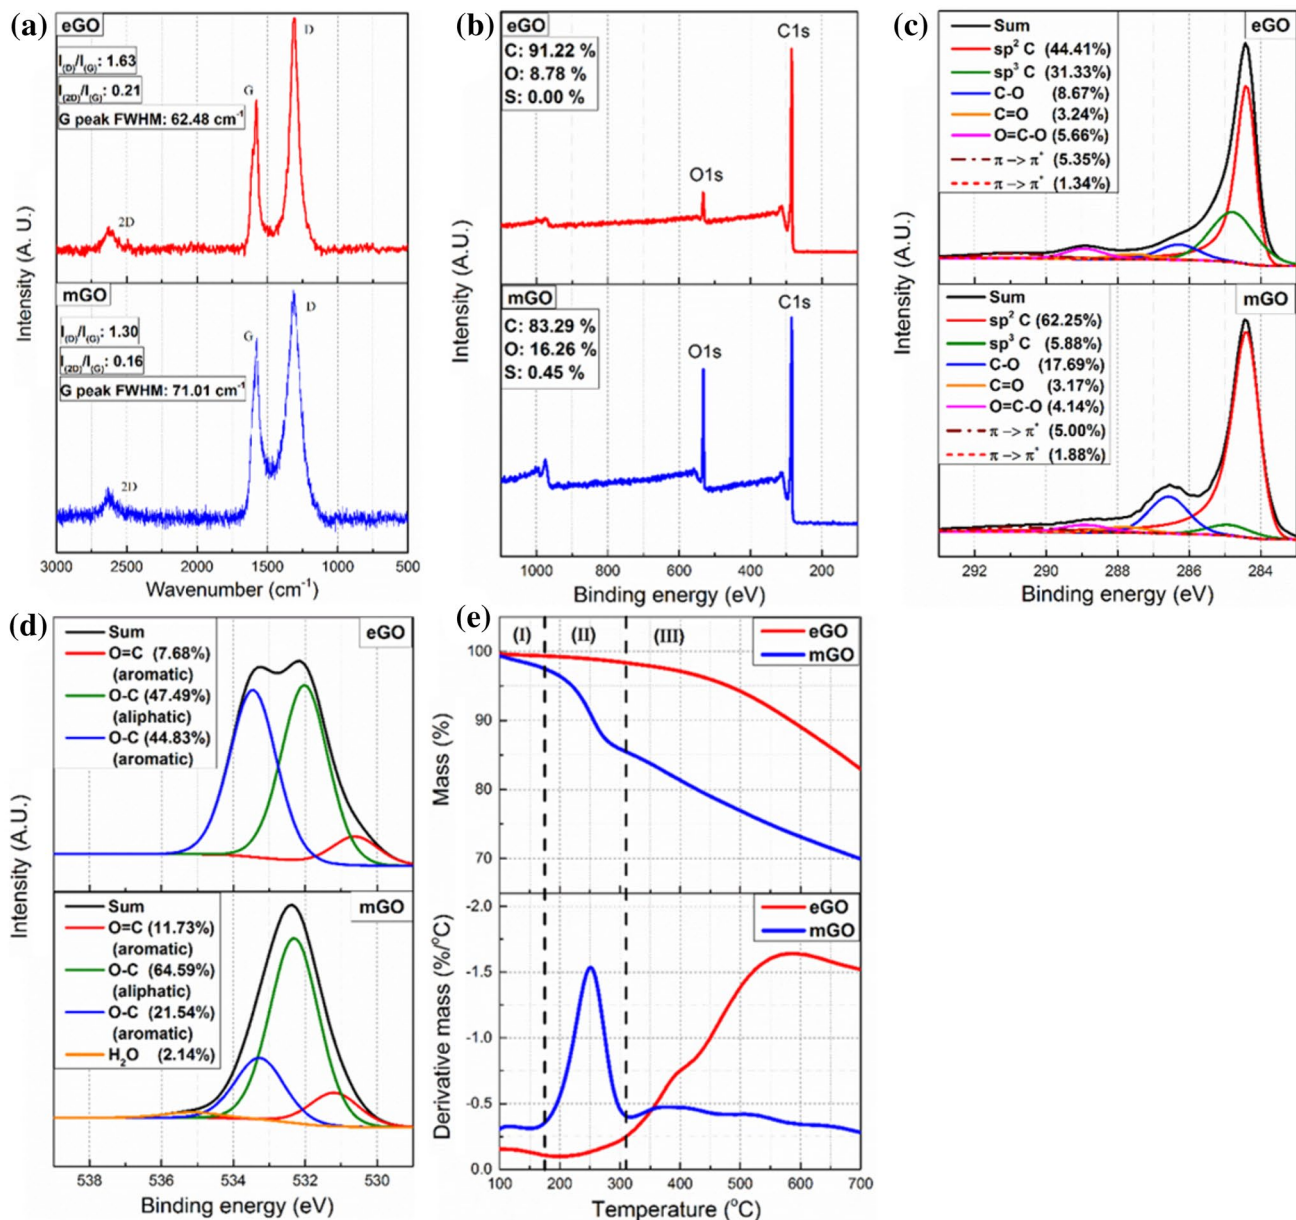 (a)
eGO
I(D)/I(G): 1.63
I(2D)/I(G): 0.21
G peak FWHM: 62.48 cm⁻¹
D
G
2D
mGO
I(D)/I(G): 1.30
I(2D)/I(G): 0.16
G peak FWHM: 71.01 cm⁻¹
D
G
2D
Intensity (A. U.)
3000 2500 2000 1500 1000 500
Wavenumber (cm⁻¹)
(b)
eGO
C: 91.22 %
O: 8.78 %
S: 0.00 %
C1s
O1s
mGO
C: 83.29 %
O: 16.26 %
S: 0.45 %
C1s
O1s
Intensity (A.U.)
1000 800 600 400 200
Binding energy (eV)
(c)
eGO
Sum
sp² C (44.41%)
sp³ C (31.33%)
C-O (8.67%)
C=O (3.24%)
O=C-O (5.66%)
π –> π* (5.35%)
π –> π* (1.34%)
mGO
Sum
sp² C (62.25%)
sp³ C (5.88%)
C-O (17.69%)
C=O (3.17%)
O=C-O (4.14%)
π –> π* (5.00%)
π –> π* (1.88%)
Intensity (A.U.)
292 290 288 286 284
Binding energy (eV)
(d)
eGO
Sum
O=C (7.68%)
(aromatic)
O-C (47.49%)
(aliphatic)
O-C (44.83%)
(aromatic)
mGO
Sum
O=C (11.73%)
(aromatic)
O-C (64.59%)
(aliphatic)
O-C (21.54%)
(aromatic)
H₂O (2.14%)
Intensity (A.U.)
538 536 534 532 530
Binding energy (eV)
(e)
(I) (II) (III)
eGO
mGO
100
90
80
70
Mass (%)
eGO
mGO
-2.0
-1.5
-1.0
-0.5
0.0
Derivative mass (%/°C)
100 200 300 400 500 600 700
Temperature (°C)